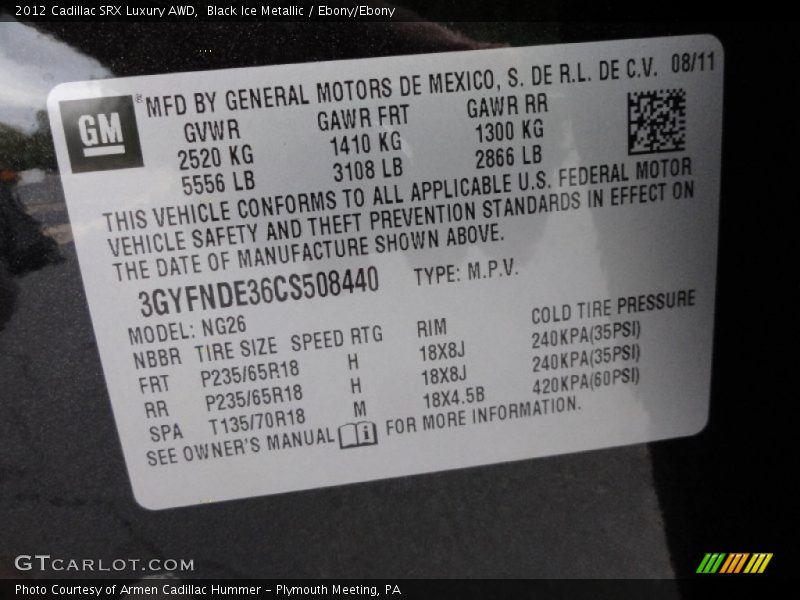 2012 Cadillac SRX Luxury AWD,  Black Ice Metallic / Ebony/Ebony
GM
® MFD BY GENERAL MOTORS DE MEXICO, S. DE R.L. DE C.V. 08/11
GVWR GAWR FRT GAWR RR
2520 KG 1410 KG 1300 KG
5556 LB 3108 LB 2866 LB
THIS VEHICLE CONFORMS TO ALL APPLICABLE U.S. FEDERAL MOTOR
VEHICLE SAFETY AND THEFT PREVENTION STANDARDS IN EFFECT ON
THE DATE OF MANUFACTURE SHOWN ABOVE.
3GYFNDE36CS508440 TYPE: M.P.V.
MODEL: NG26
NBBR TIRE SIZE SPEED RTG RIM COLD TIRE PRESSURE
FRT P235/65R18 H 18X8J 240KPA(35PSI)
RR P235/65R18 H 18X8J 240KPA(35PSI)
SPA T135/70R18 M 18X4.5B 420KPA(60PSI)
SEE OWNER'S MANUAL FOR MORE INFORMATION.
GTCARLOT.COM
Photo Courtesy of Armen Cadillac Hummer - Plymouth Meeting, PA